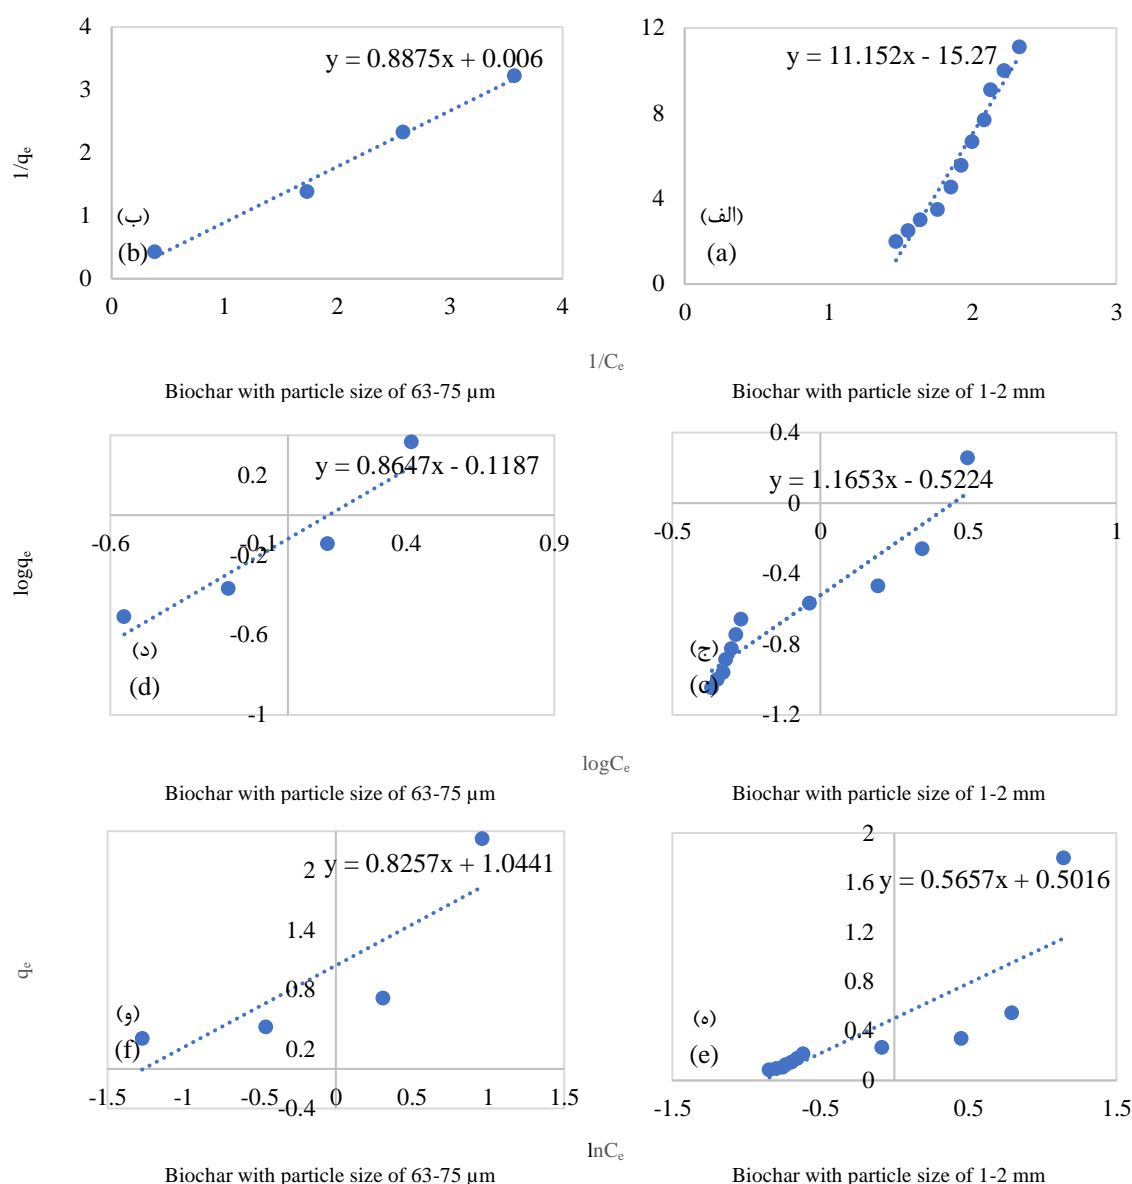 y = 0.8875x + 0.006
4
3
2
1
0
0
1
2
3
4
1/qₑ
(ب)
(b)
y = 11.152x - 15.27
12
8
4
0
0
1
2
3
(الف)
(a)
1/Cₑ
Biochar with particle size of 63-75 µm
Biochar with particle size of 1-2 mm
y = 0.8647x - 0.1187
0.2
-0.2
-0.6
-1
-0.6
-0.1
0.4
0.9
logqₑ
(د)
(d)
y = 1.1653x - 0.5224
0.4
0
-0.4
-0.8
-1.2
-0.5
0
0.5
1
(ج)
(c)
logCₑ
Biochar with particle size of 63-75 µm
Biochar with particle size of 1-2 mm
y = 0.8257x + 1.0441
2
1.4
0.8
0.2
-0.4
-1.5
-1
-0.5
0
0.5
1
1.5
qₑ
(و)
(f)
y = 0.5657x + 0.5016
2
1.6
1.2
0.8
0.4
0
-1.5
-0.5
0.5
1.5
(ه)
(e)
lnCₑ
Biochar with particle size of 63-75 µm
Biochar with particle size of 1-2 mm